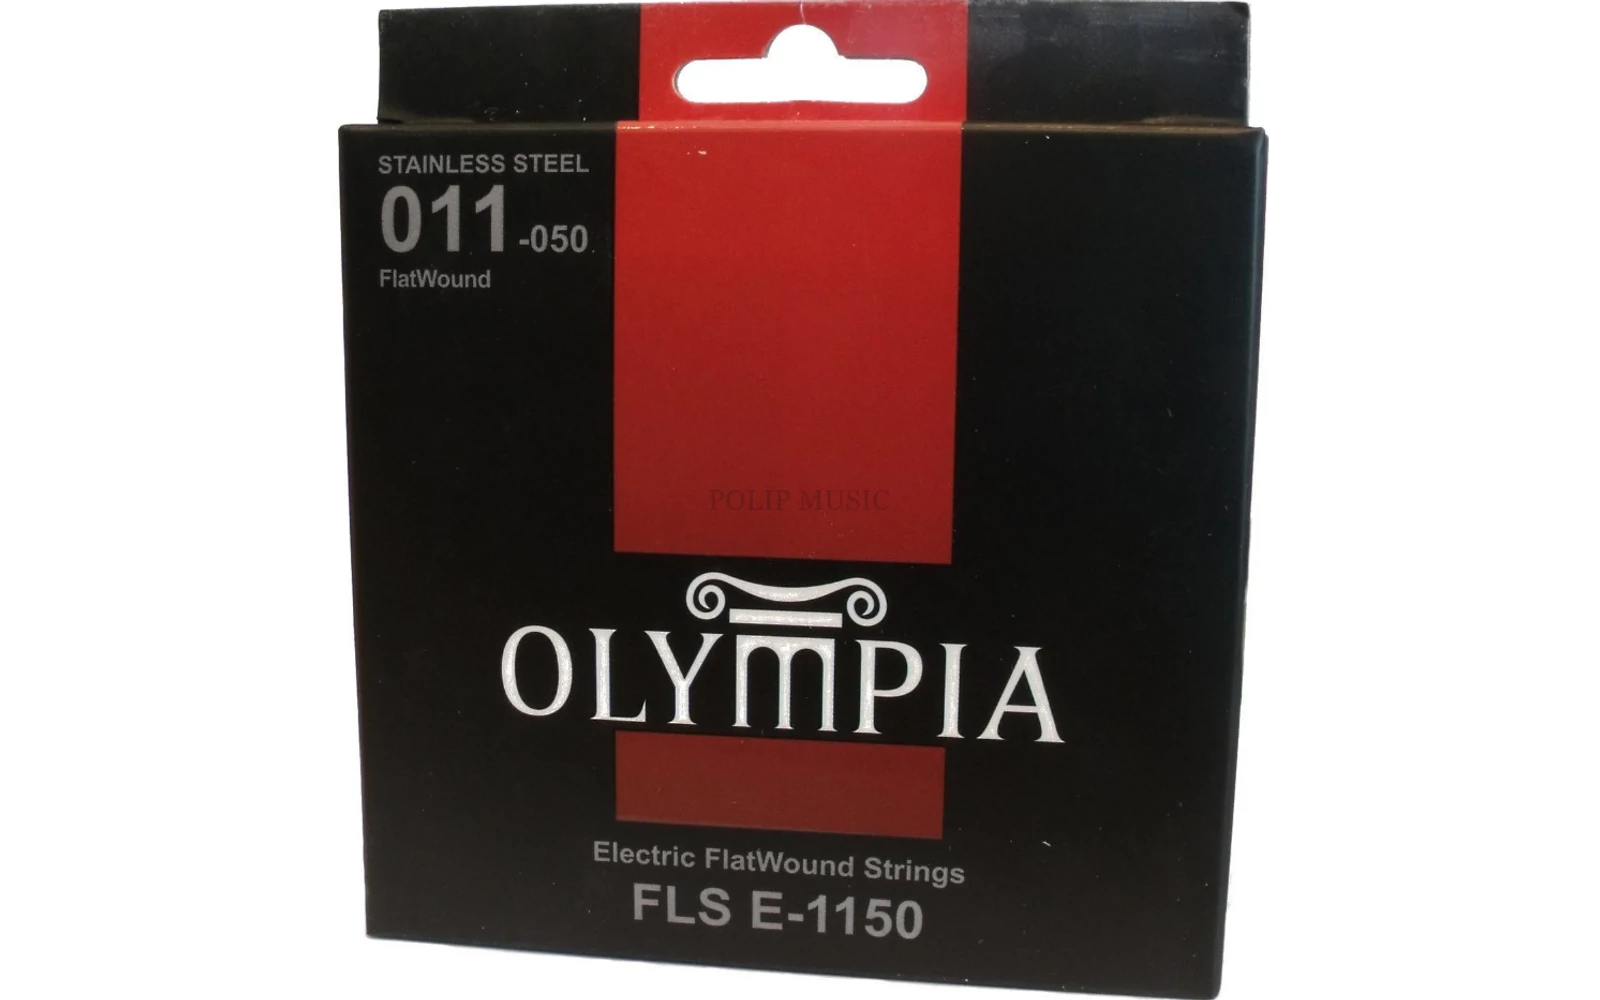 STAINLESS STEEL
011-050
FlatWound
POLIP MUSIC
OLYMPIA
Electric FlatWound Strings
FLS E-1150